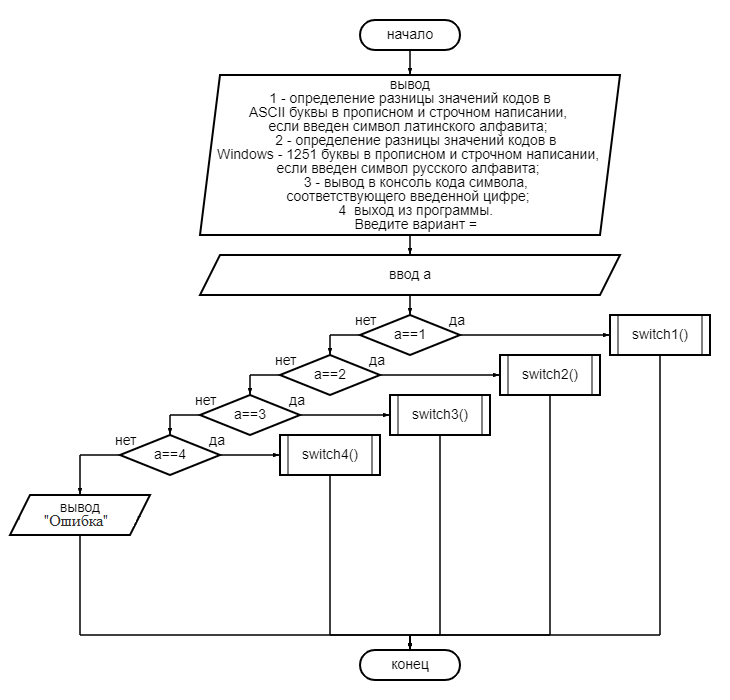 начало
вывод
1 - определение разницы значений кодов в
ASCII буквы в прописном и строчном написании,
если введен символ латинского алфавита;
2 - определение разницы значений кодов в
Windows - 1251 буквы в прописном и строчном написании,
если введен символ русского алфавита;
3 - вывод в консоль кода символа,
соответствующего введенной цифре;
4 выход из программы.
Введите вариант =
ввод a
нет
да
a==1
switch1()
нет
да
a==2
switch2()
нет
да
a==3
switch3()
нет
да
a==4
switch4()
вывод
"Ошибка"
конец